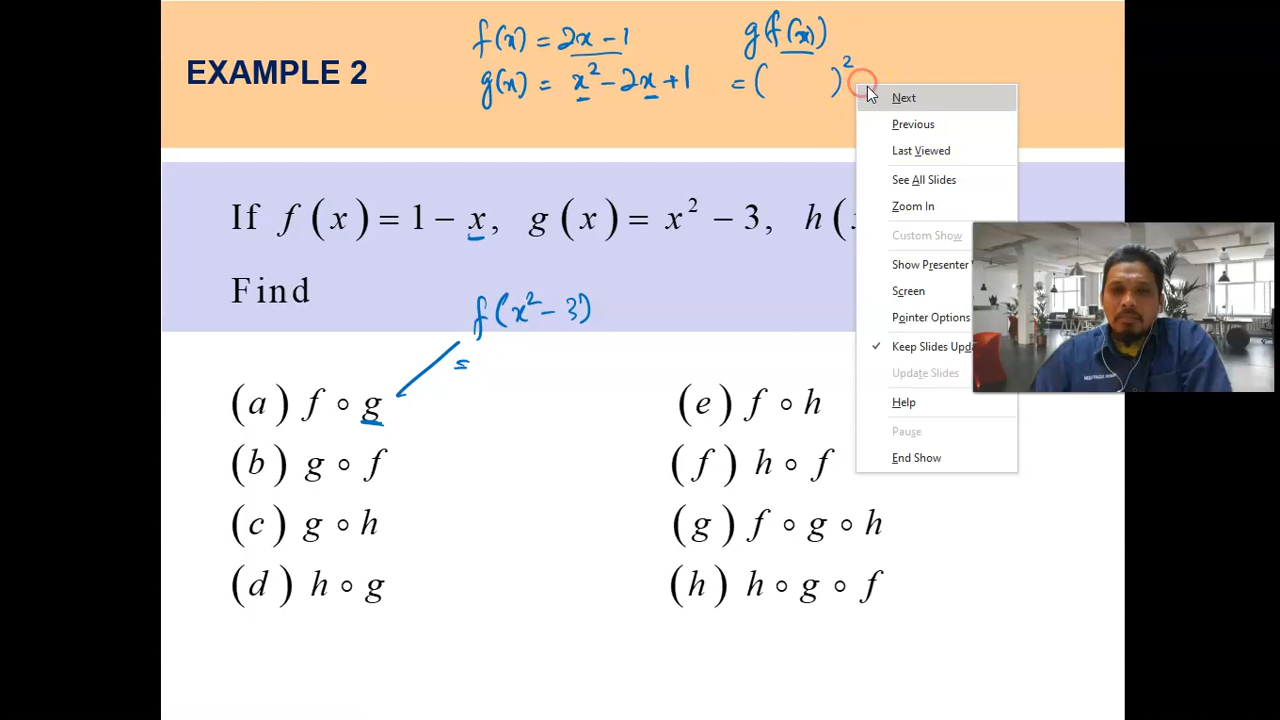 f(x) = 2x - 1 g(f(x))
EXAMPLE 2
g(x) = x² - 2x + 1 = ( )²
Next
Previous
Last Viewed
See All Slides
Zoom In
Custom Show
Show Presenter
Screen
Pointer Options
Keep Slides Upda
Update Slides
Help
Pause
End Show
If f(x) = 1 − x, g(x) = x² − 3, h(
Find
f(x² - 3)
=
(a) f ∘ g
(b) g ∘ f
(c) g ∘ h
(d) h ∘ g
(e) f ∘ h
(f) h ∘ f
(g) f ∘ g ∘ h
(h) h ∘ g ∘ f